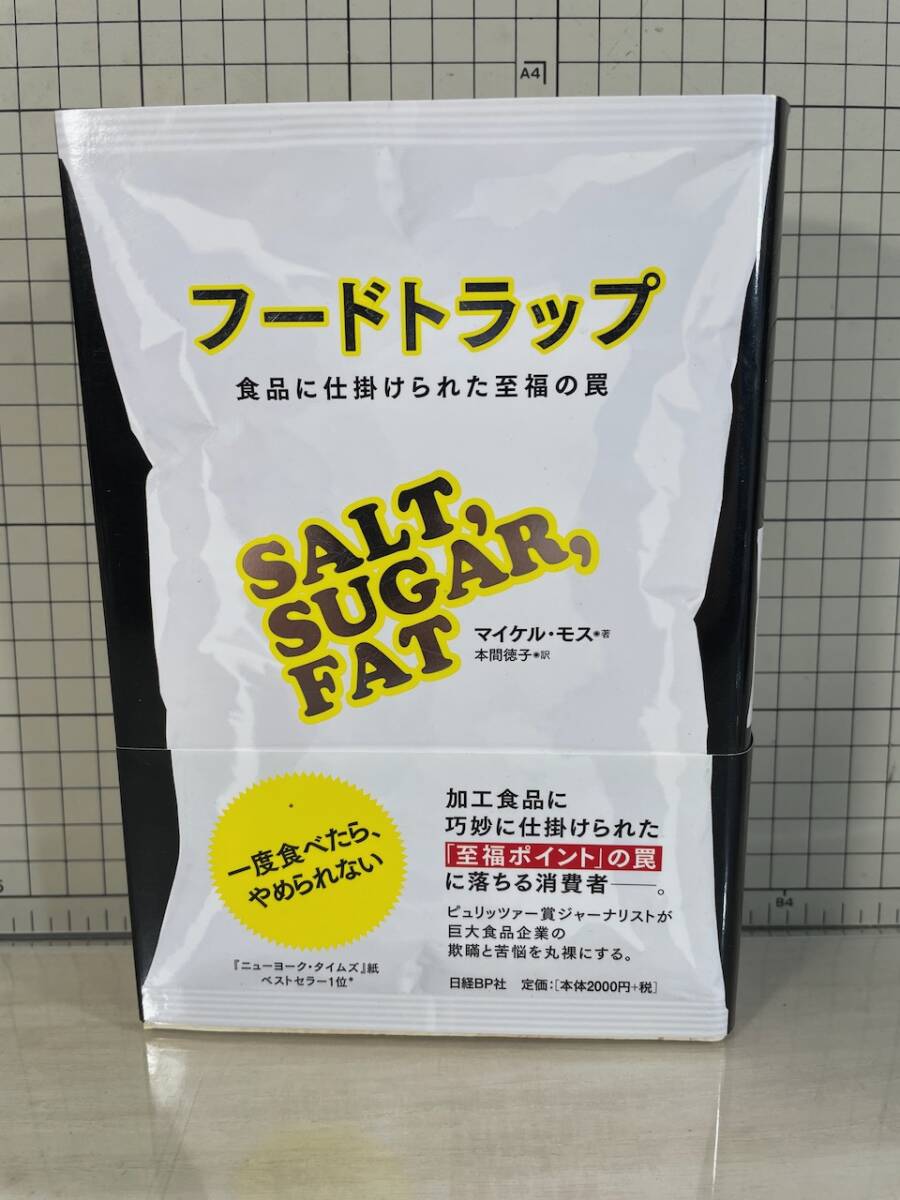 A4
フードトラップ
食品に仕掛けられた至福の罠
SALT,
SUGAR,
FAT
マイケル・モス◉著
本間徳子◉訳
一度食べたら、
やめられない
『ニューヨーク・タイムズ』紙
ベストセラー1位*
加工食品に
巧妙に仕掛けられた
「至福ポイント」の罠
に落ちる消費者──。
ピュリッツァー賞ジャーナリストが
巨大食品企業の
欺瞞と苦悩を丸裸にする。
日経BP社 定価：[本体2000円+税]
B4